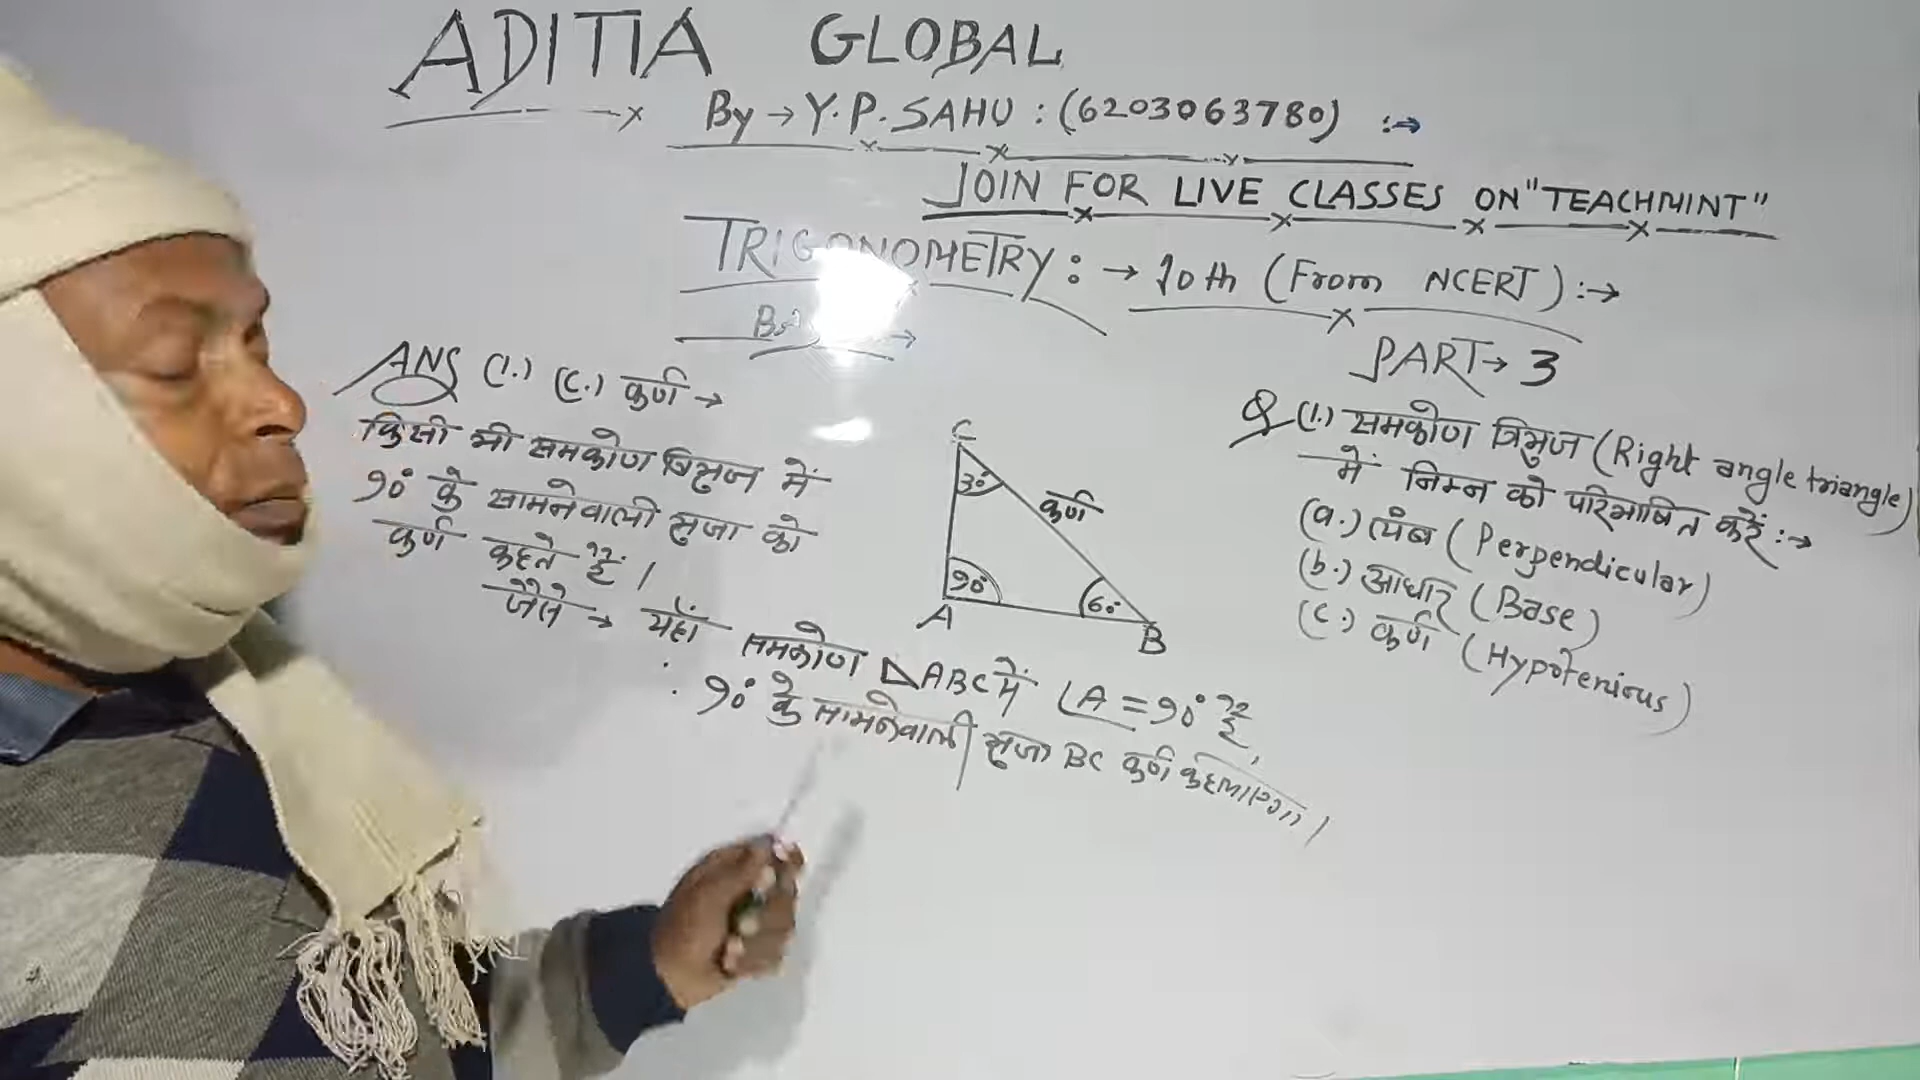 ADITIA GLOBAL
By → Y.P. SAHU : (6203063780) :→
JOIN FOR LIVE CLASSES ON "TEACHMINT"
TRIGONOMETRY : → 10th (From NCERT) :→
PART → 3
ANS (1.) (C.) कर्ण →
किसी भी समकोण त्रिभुज में
90° के सामनेवाली भुजा को
कर्ण कहते हैं।
जैसे → यहाँ समकोण △ABC में ∠A = 90° है,
∴ 90° के सामनेवाली भुजा BC कर्ण कहलाएगा।
C
30°
कर्ण
90°
60°
A
B
Q (1.) समकोण त्रिभुज (Right angle triangle)
में निम्न को परिभाषित करें :→
(a.) लंब (Perpendicular)
(b.) आधार (Base)
(C.) कर्ण (Hypotenious)